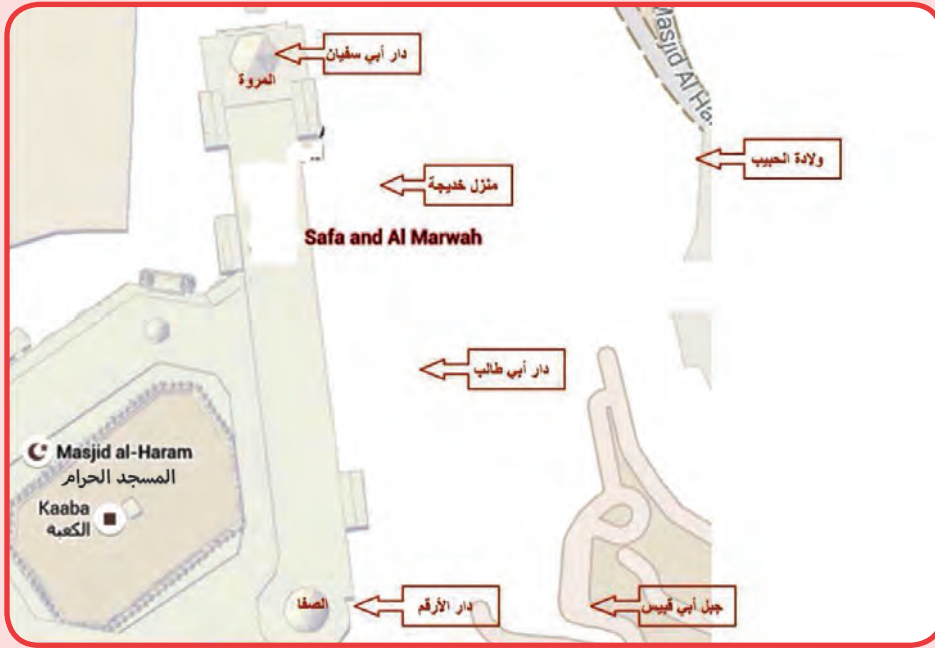 Masjid Al Ha
دار أبي سفيان
المروة
ولادة الحبيب
منزل خديجة
Safa and Al Marwah
دار أبي طالب
Masjid al-Haram
المسجد الحرام
Kaaba
الكعبة
الصفا
دار الأرقم
جبل أبي قبيس